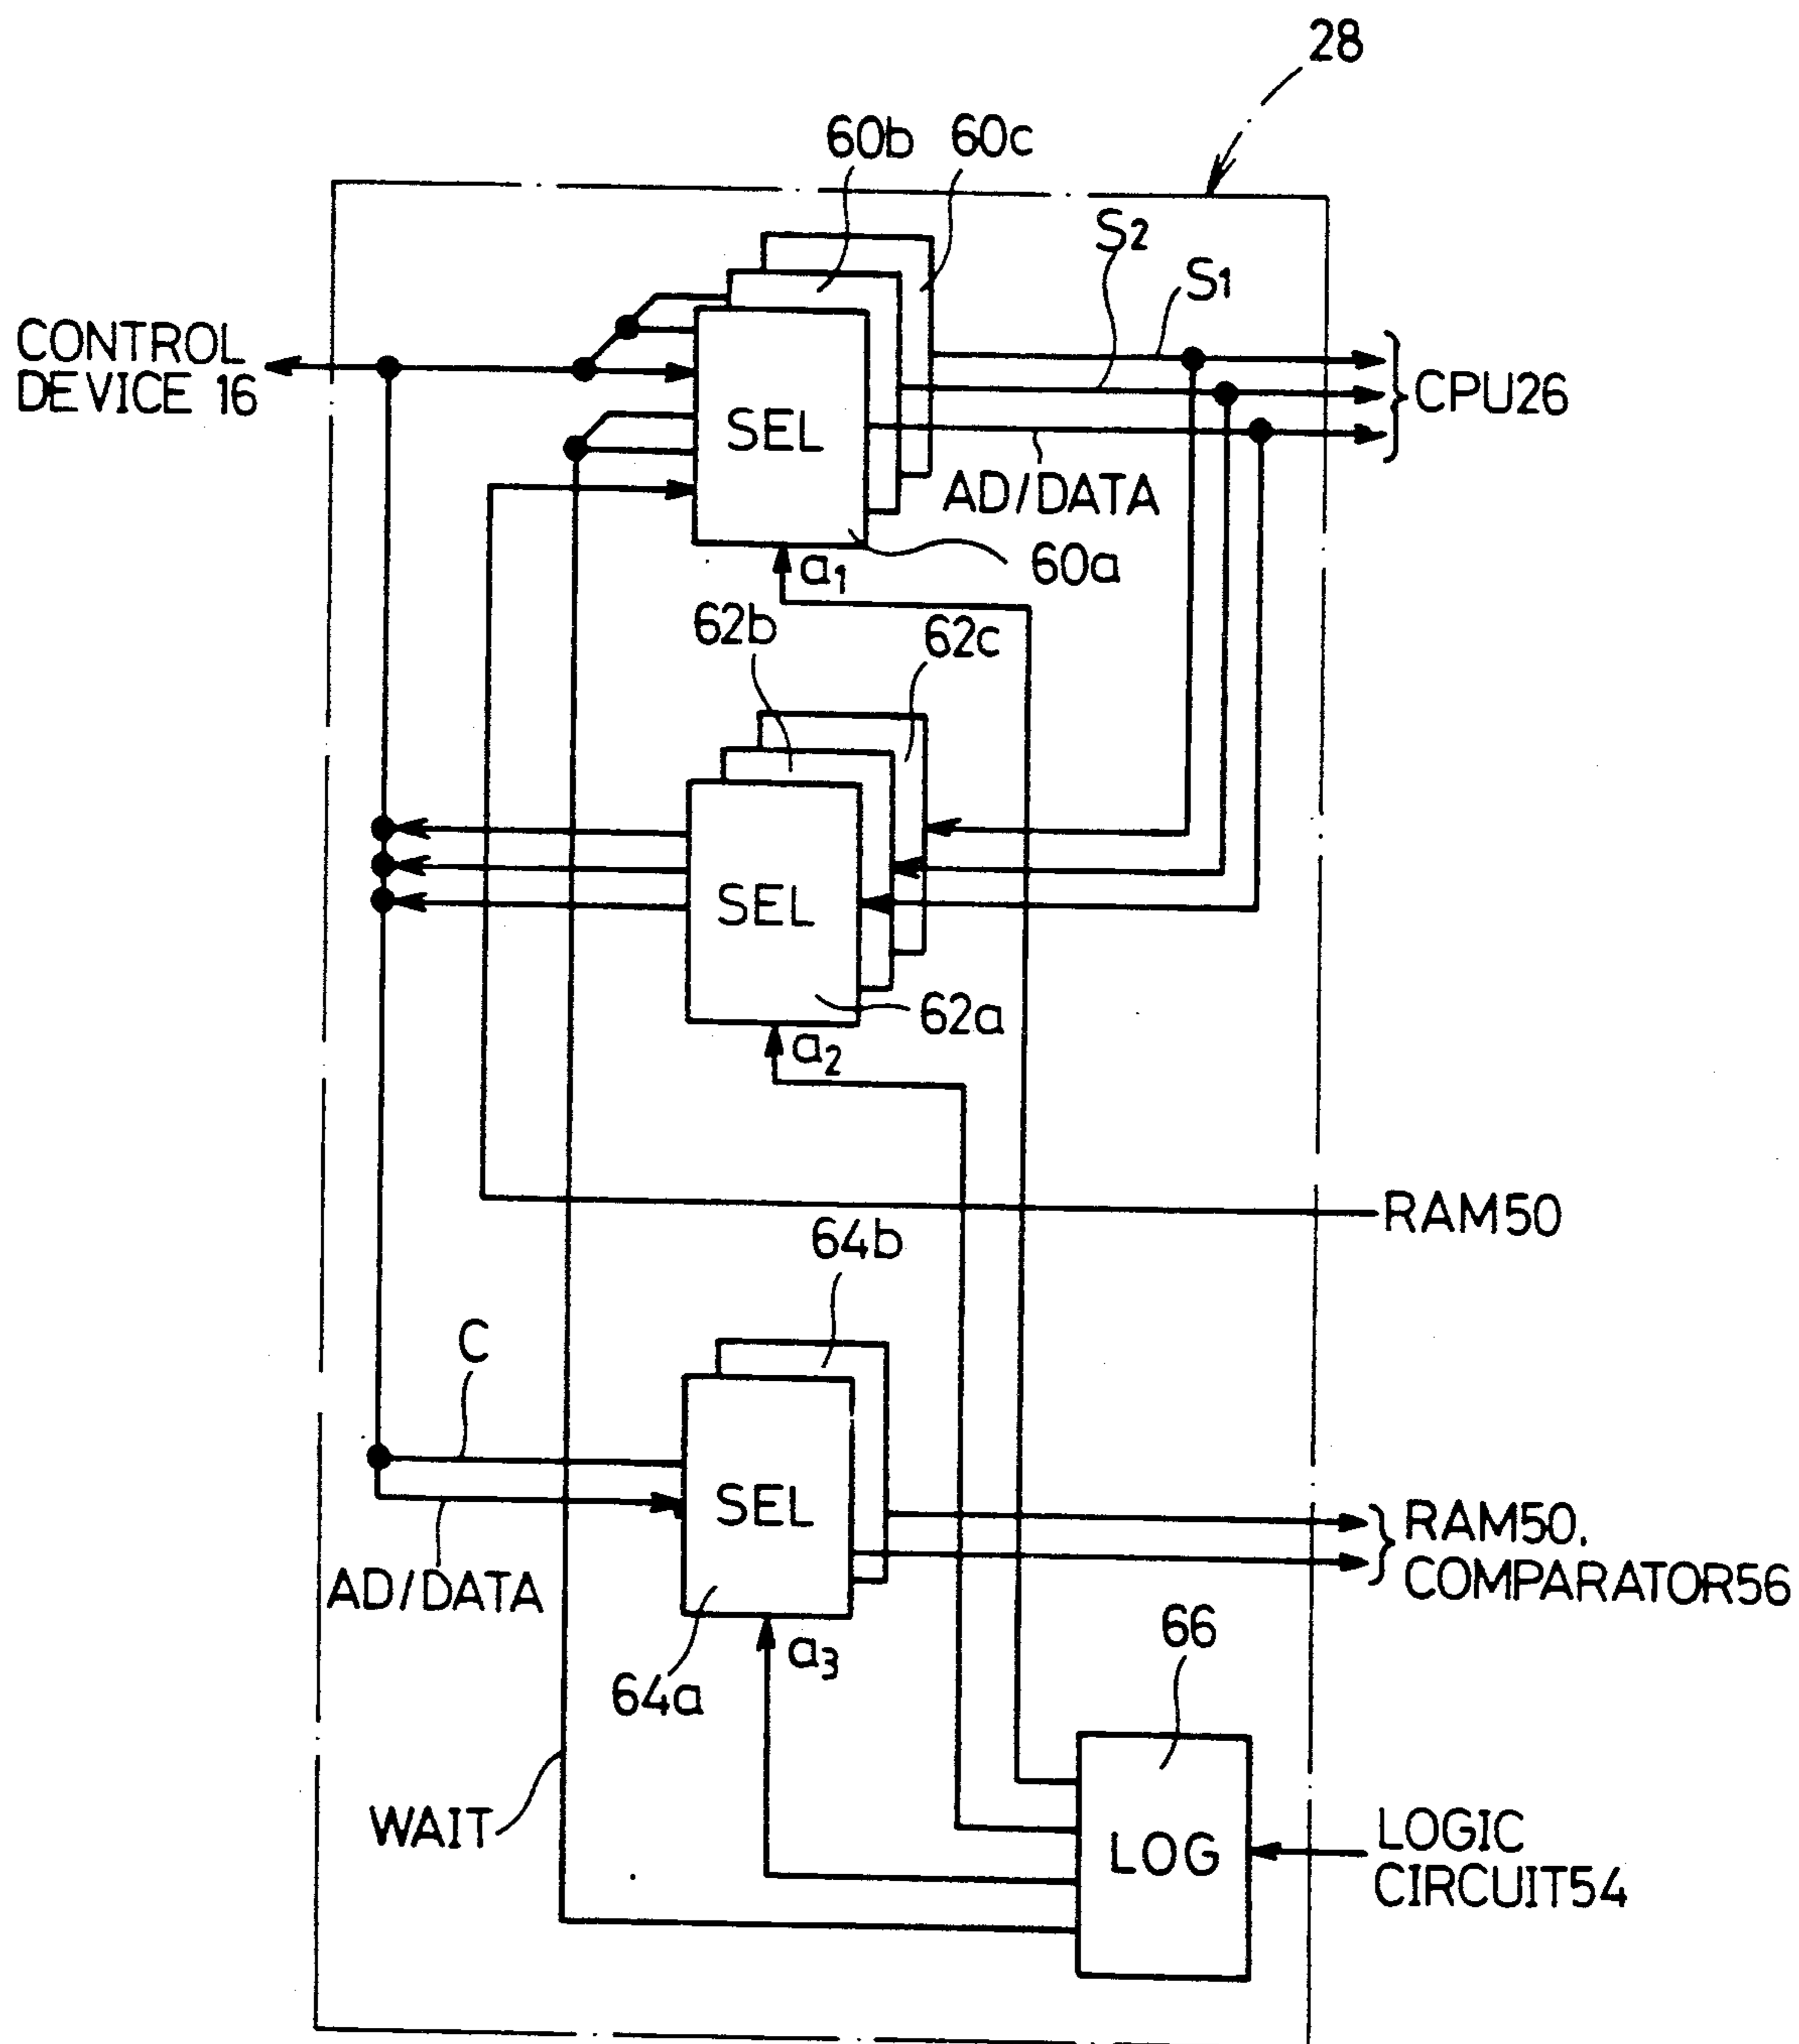 28
60b
60c
S2
S1
CONTROL
DEVICE 16
CPU26
SEL
AD/DATA
a1
60a
62b
62c
SEL
62a
a2
RAM50
64b
C
SEL
RAM50.
COMPARATOR56
AD/DATA
a3
66
64a
WAIT
LOG
LOGIC
CIRCUIT54